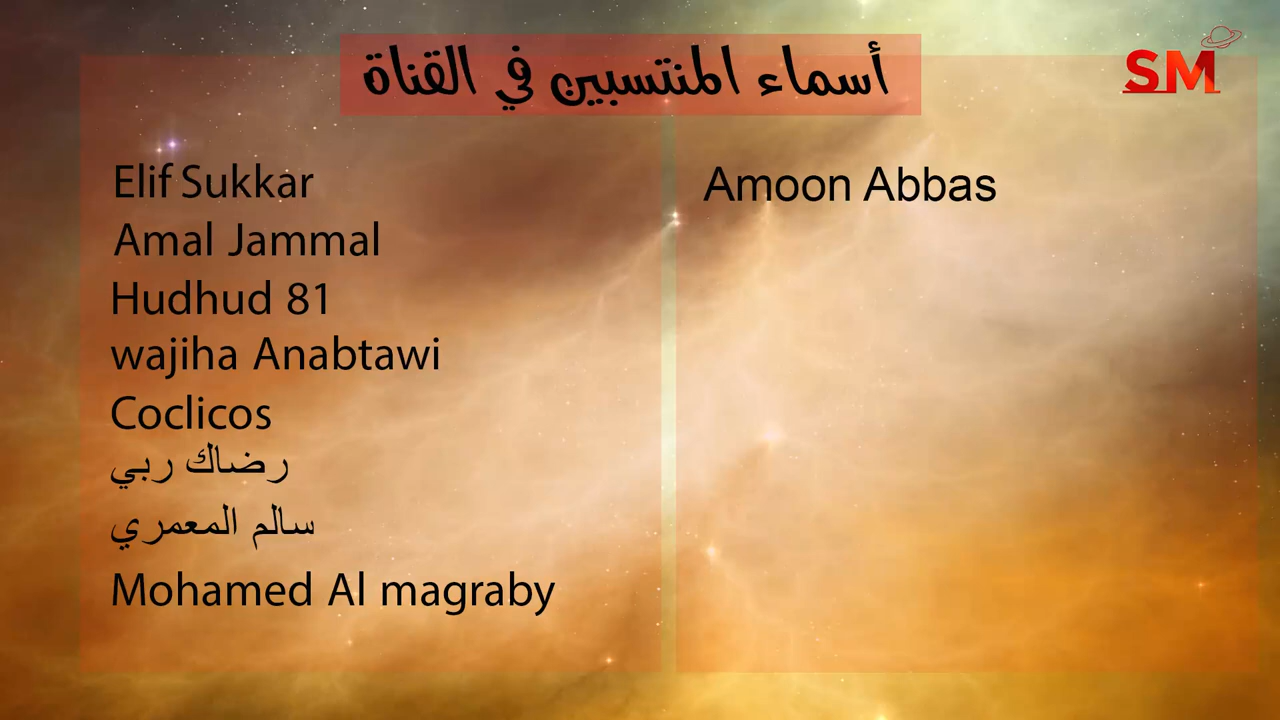 أسماء المنتسبين في القناة
SM
Elif Sukkar
Amal Jammal
Hudhud 81
wajiha Anabtawi
Coclicos
رضاك ربي
سالم المعمري
Mohamed Al magraby
Amoon Abbas